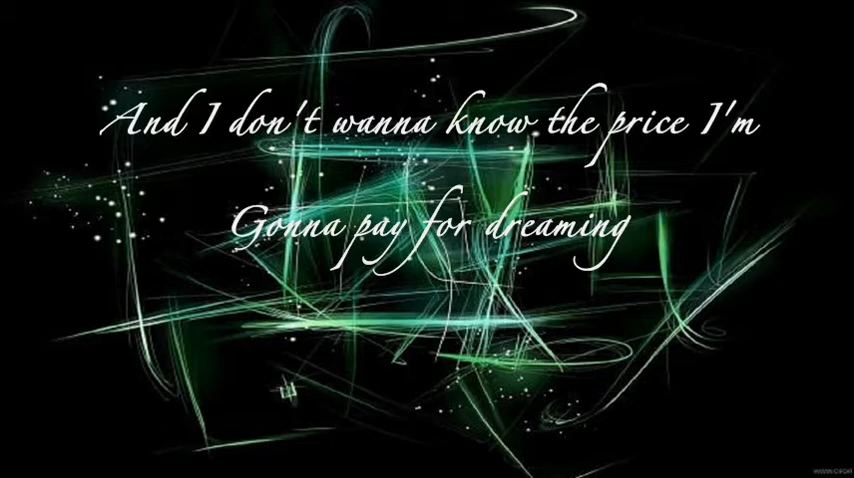 And I don't wanna know the price I'm
Gonna pay for dreaming